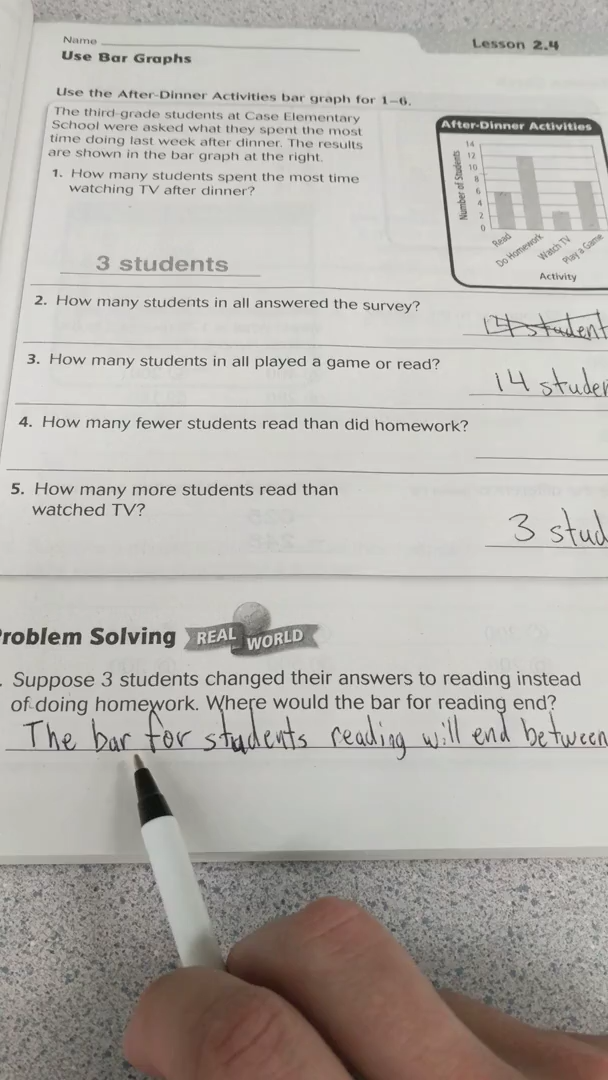 Name
Lesson 2.4
Use Bar Graphs
Use the After-Dinner Activities bar graph for 1–6.
The third-grade students at Case Elementary
School were asked what they spent the most
time doing last week after dinner. The results
are shown in the bar graph at the right.
After-Dinner Activities
Number of Students
14
12
10
8
6
4
2
0
Read
Do Homework
Watch TV
Play a Game
Activity
1. How many students spent the most time
watching TV after dinner?
3 students
2. How many students in all answered the survey?
student
3. How many students in all played a game or read?
14 studen
4. How many fewer students read than did homework?
5. How many more students read than
watched TV?
3 stud
Problem Solving REAL WORLD
. Suppose 3 students changed their answers to reading instead
of doing homework. Where would the bar for reading end?
The bar for students reading will end between